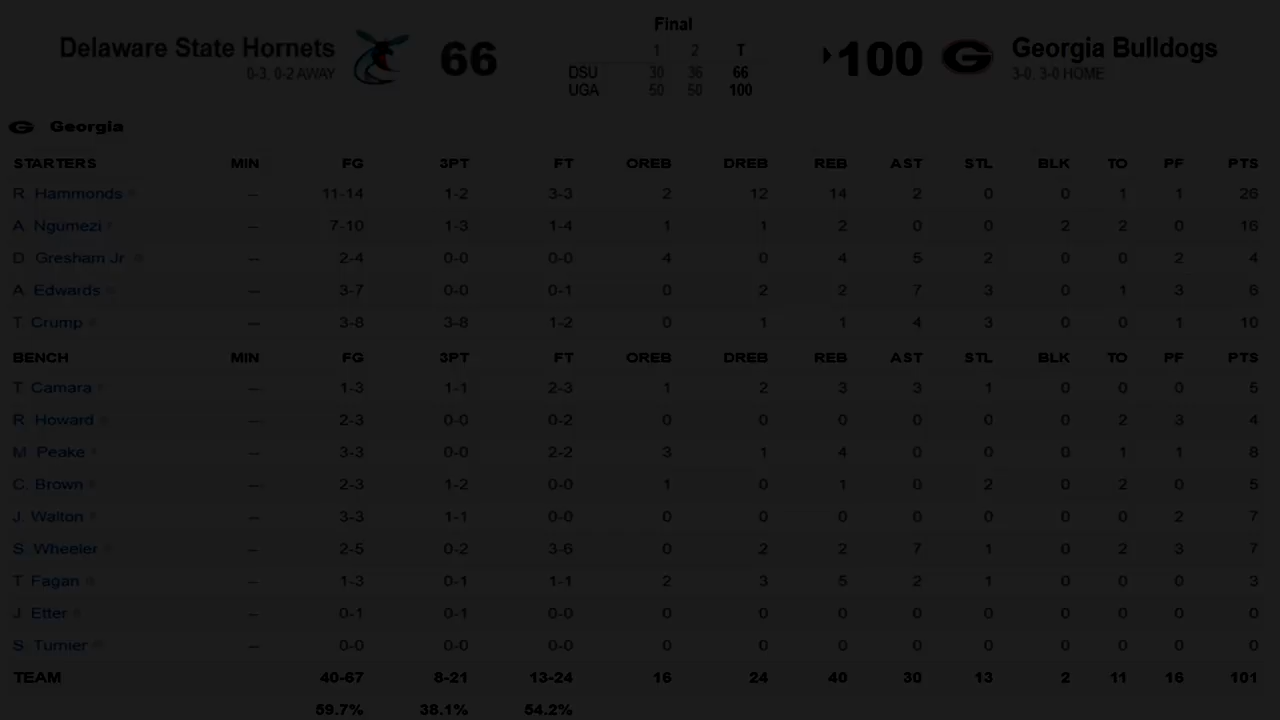 Final
Delaware State Hornets 66 1 2 T 100 Georgia Bulldogs
0-3, 0-2 AWAY DSU 30 36 66 3-0, 3-0 HOME
UGA 50 50 100
G Georgia
STARTERS MIN FG 3PT FT OREB DREB REB AST STL BLK TO PF PTS
R. Hammonds -- 11-14 1-2 3-3 2 12 14 2 0 0 1 1 26
A. Ngumezi -- 7-10 1-3 1-4 1 1 2 0 0 2 2 0 16
D. Gresham Jr. -- 2-4 0-0 0-0 4 0 4 5 2 0 0 2 4
A. Edwards -- 3-7 0-0 0-1 0 2 2 7 3 0 1 3 6
T. Crump -- 3-8 3-8 1-2 0 1 1 4 3 0 0 1 10
BENCH MIN FG 3PT FT OREB DREB REB AST STL BLK TO PF PTS
T. Camara -- 1-3 1-1 2-3 1 2 3 3 1 0 0 0 5
R. Howard -- 2-3 0-0 0-2 0 0 0 0 0 0 2 3 4
M. Peake -- 3-3 0-0 2-2 3 1 4 0 0 0 1 1 8
C. Brown -- 2-3 1-2 0-0 1 0 1 0 2 0 2 0 5
J. Walton -- 3-3 1-1 0-0 0 0 0 0 0 0 0 2 7
S. Wheeler -- 2-5 0-2 3-6 0 2 2 7 1 0 2 3 7
T. Fagan -- 1-3 0-1 1-1 2 3 5 2 1 0 0 0 3
J. Etter -- 0-1 0-1 0-0 0 0 0 0 0 0 0 0 0
S. Turnier -- 0-0 0-0 0-0 0 0 0 0 0 0 0 0 0
TEAM 40-67 8-21 13-24 16 24 40 30 13 2 11 16 101
59.7% 38.1% 54.2%